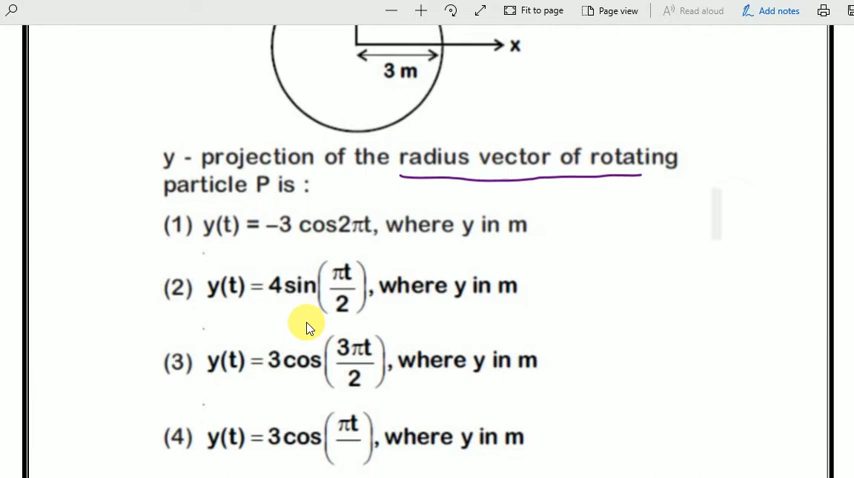 Fit to page
Page view
Read aloud
Add notes
x
3 m
y - projection of the radius vector of rotating
particle P is :
(1) y(t) = –3 cos2πt, where y in m
(2) y(t) = 4sin(πt/2), where y in m
(3) y(t) = 3cos(3πt/2), where y in m
(4) y(t) = 3cos(πt/ ), where y in m